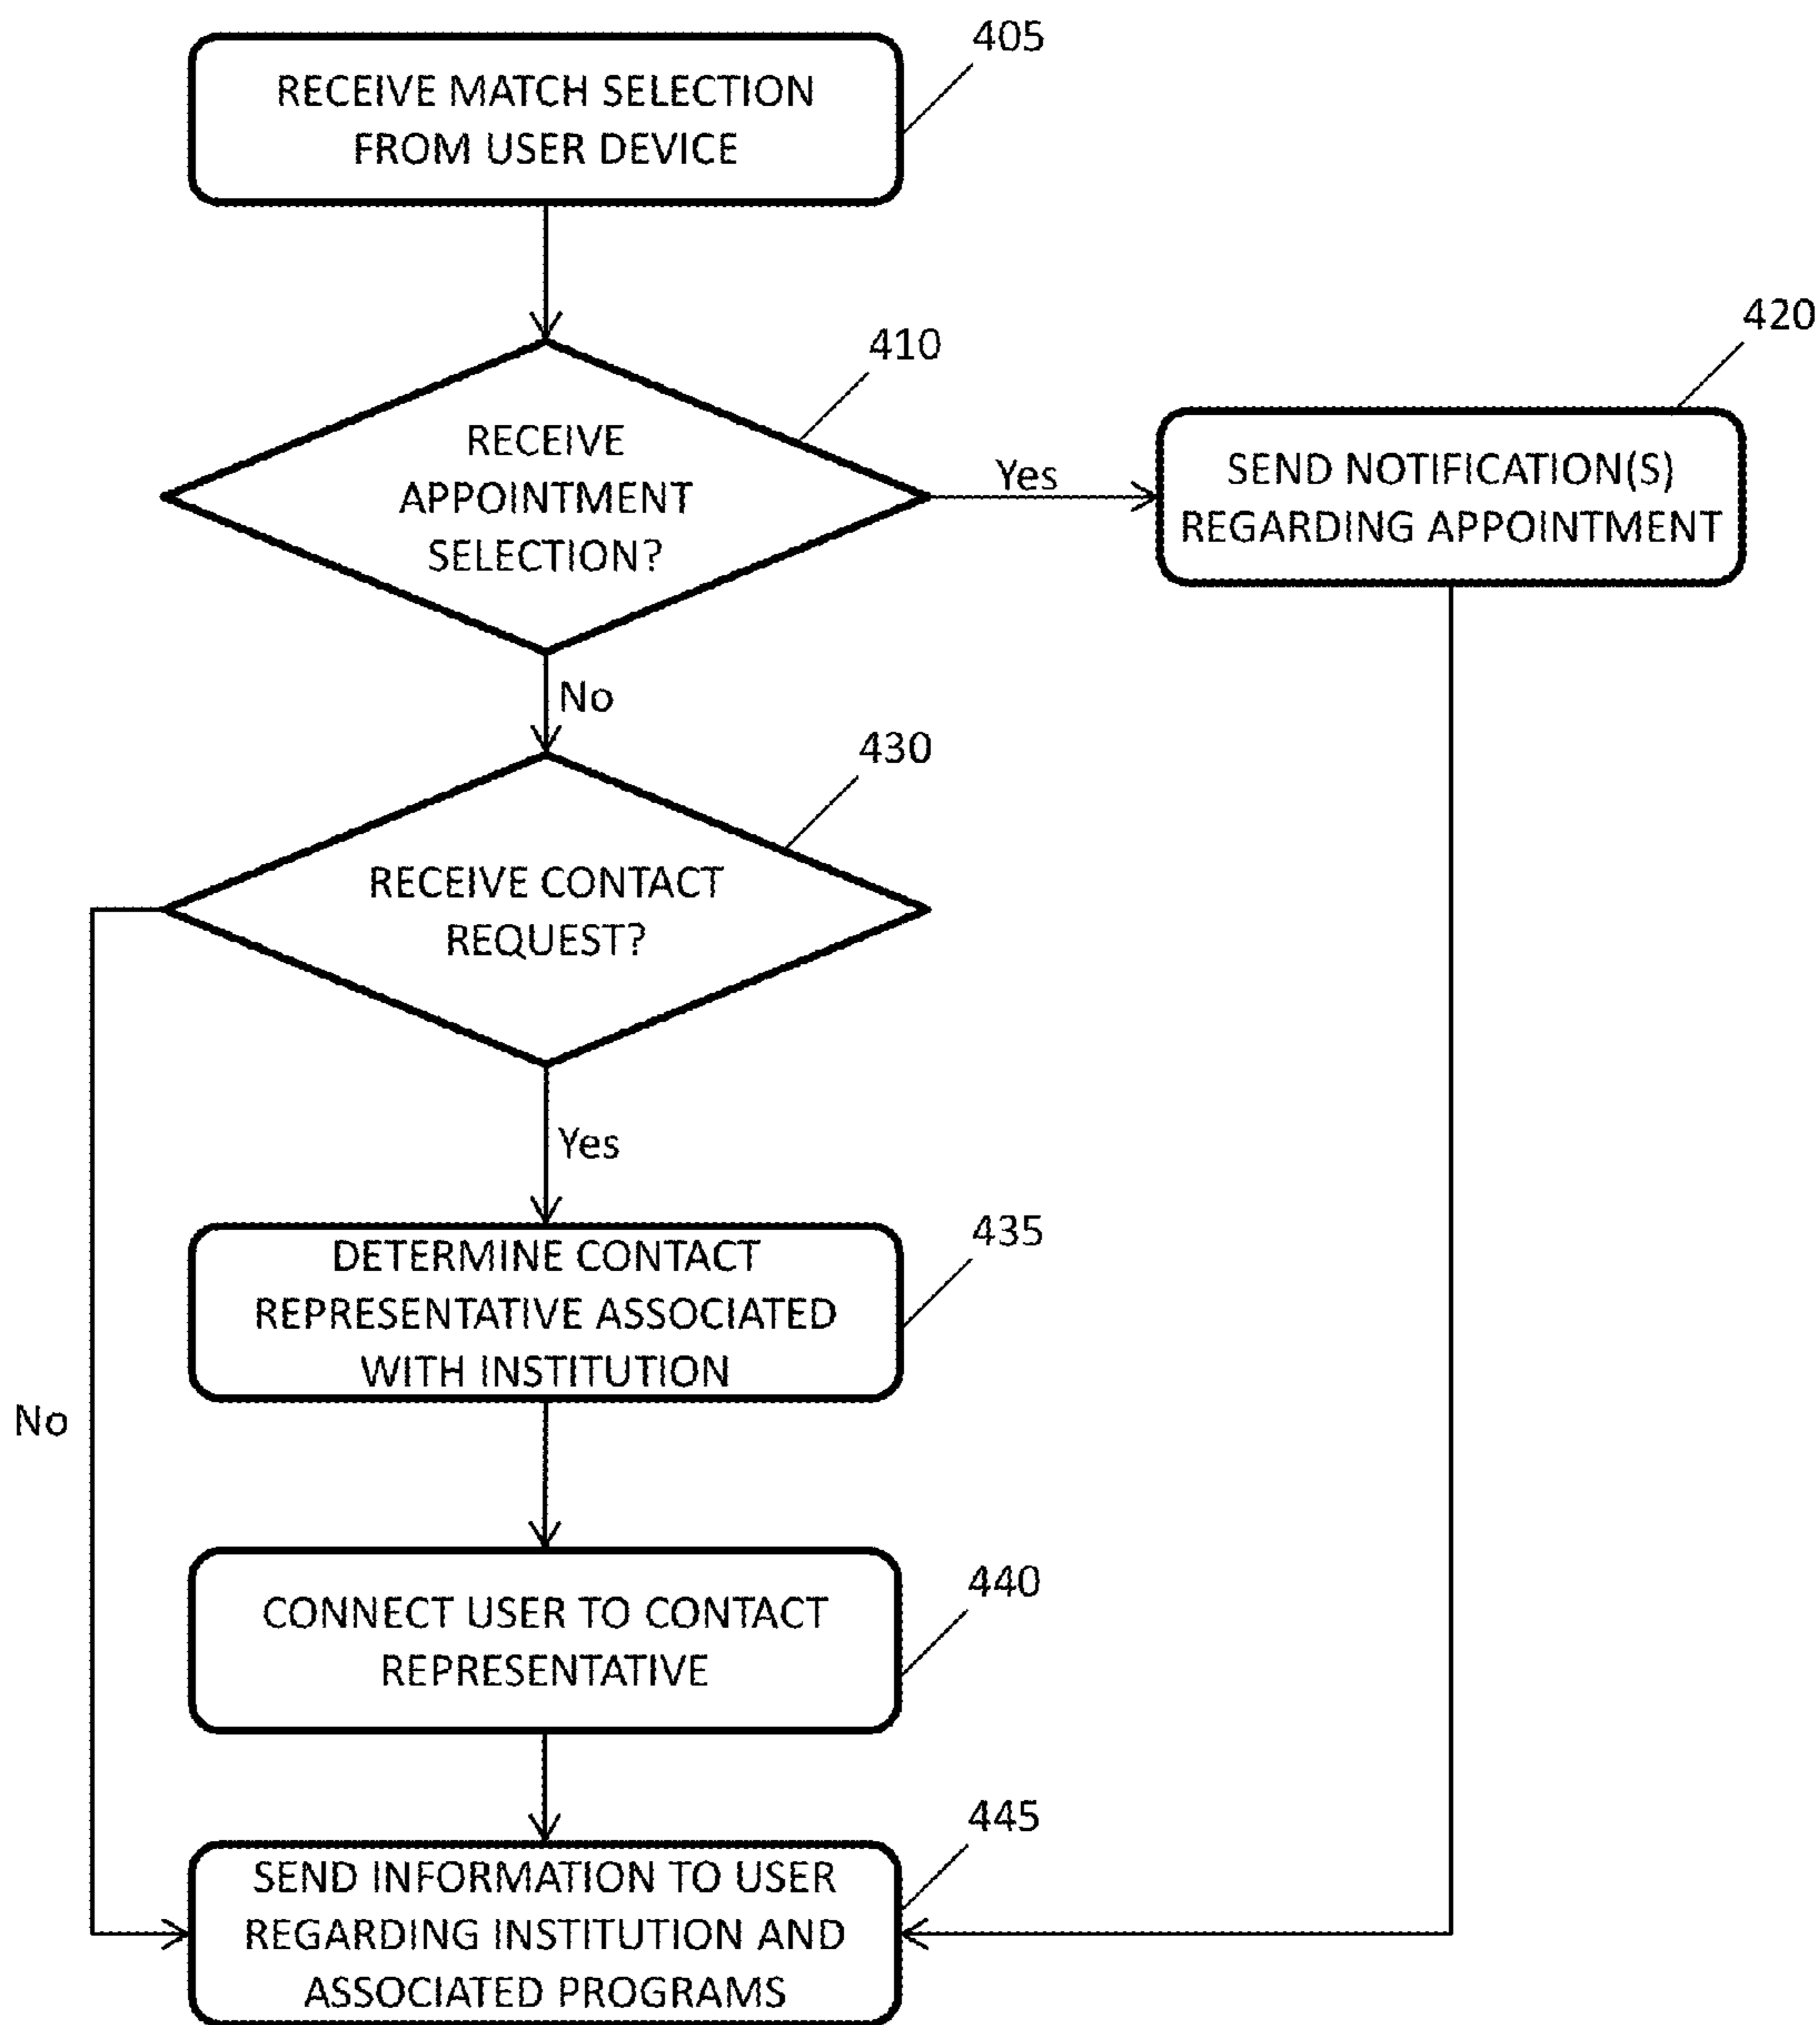 405
RECEIVE MATCH SELECTION
FROM USER DEVICE
410
RECEIVE
APPOINTMENT
SELECTION?
Yes
420
SEND NOTIFICATION(S)
REGARDING APPOINTMENT
No
430
RECEIVE CONTACT
REQUEST?
Yes
435
DETERMINE CONTACT
REPRESENTATIVE ASSOCIATED
WITH INSTITUTION
No
440
CONNECT USER TO CONTACT
REPRESENTATIVE
445
SEND INFORMATION TO USER
REGARDING INSTITUTION AND
ASSOCIATED PROGRAMS